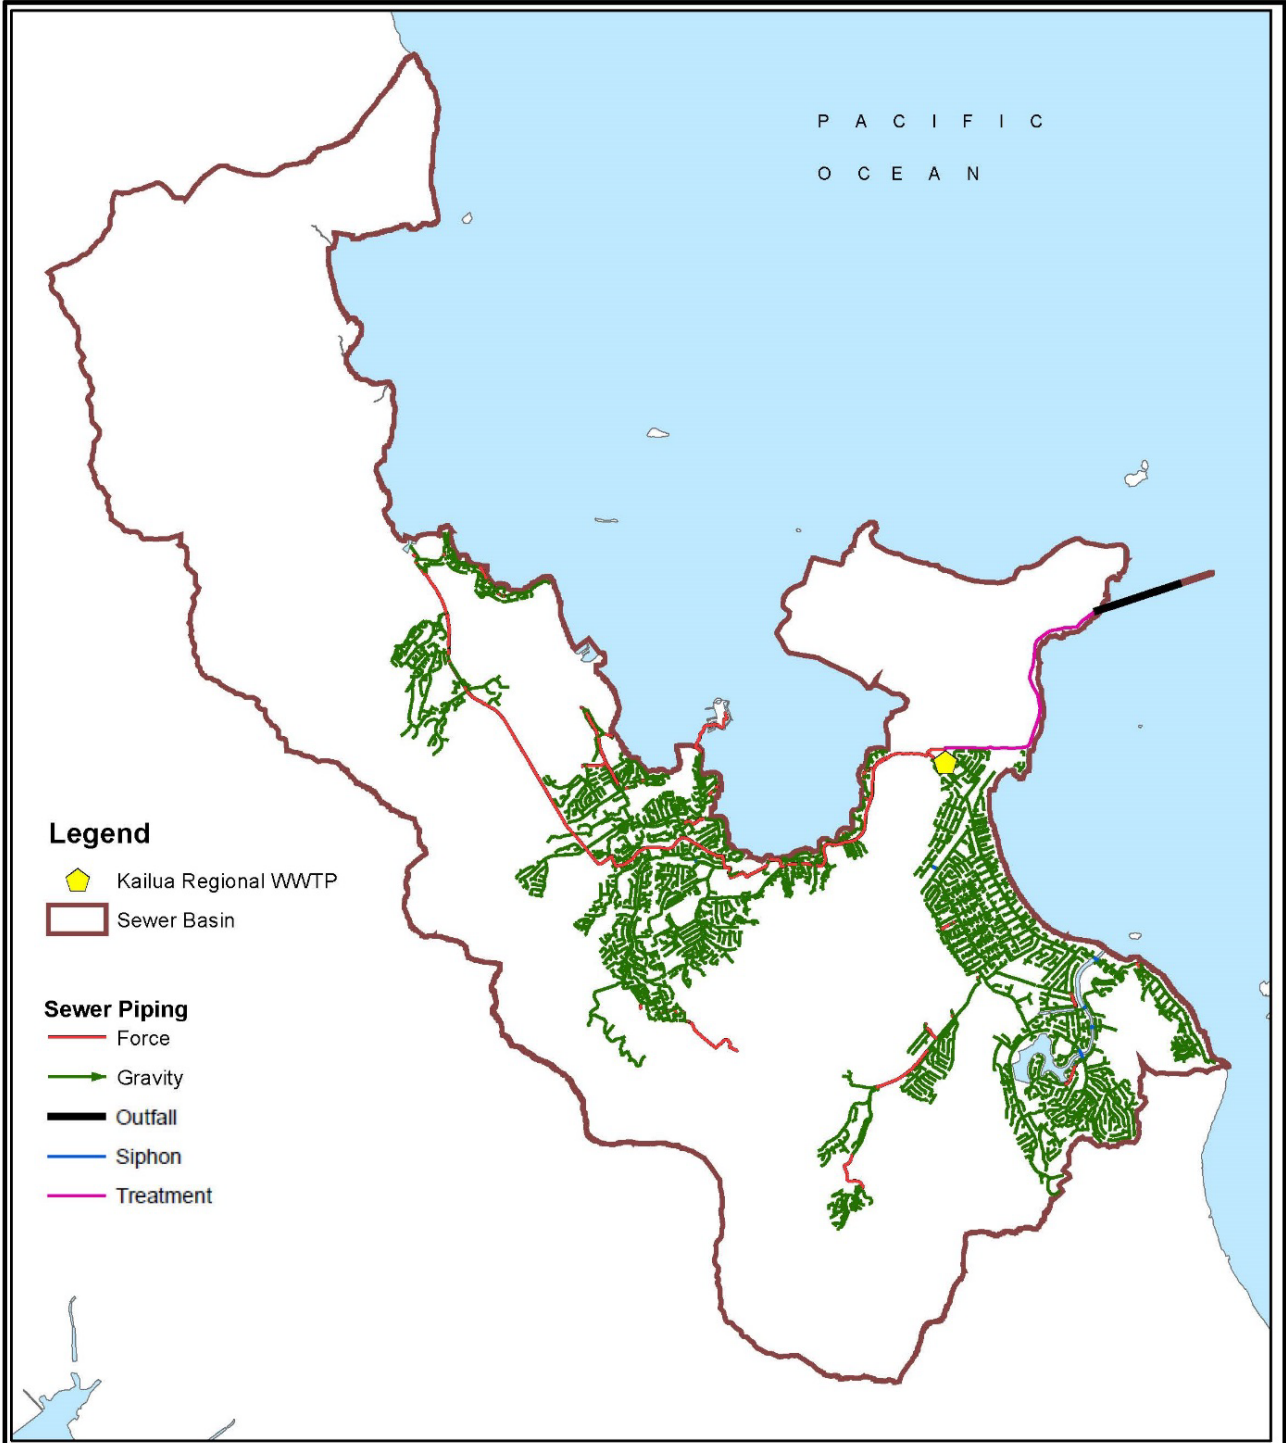 P A C I F I C
O C E A N
Legend
Kailua Regional WWTP
Sewer Basin
Sewer Piping
Force
Gravity
Outfall
Siphon
Treatment